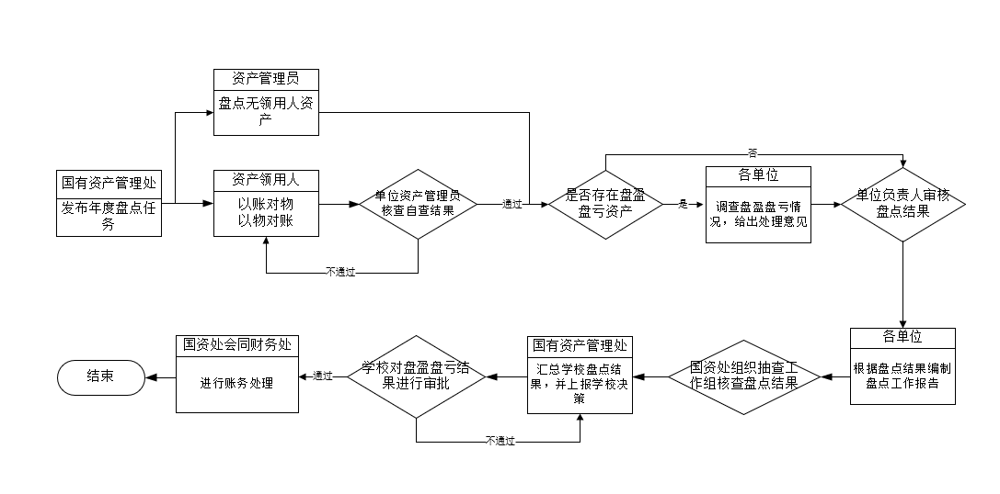 资产管理员
盘点无领用人资
产
国有资产管理处
发布年度盘点任
务
资产领用人
以账对物
以物对账
单位资产管理员
核查自查结果
通过
不通过
是否存在盘盈
盘亏资产
否
是
各单位
调查盘盈盘亏情
况，给出处理意见
单位负责人审核
盘点结果
各单位
根据盘点结果编制
盘点工作报告
国资处组织抽查工
作组核查盘点结果
国有资产管理处
汇总学校盘点结
果，并上报学校决
策
学校对盘盈盘亏结
果进行审批
不通过
通过
国资处会同财务处
进行账务处理
结束